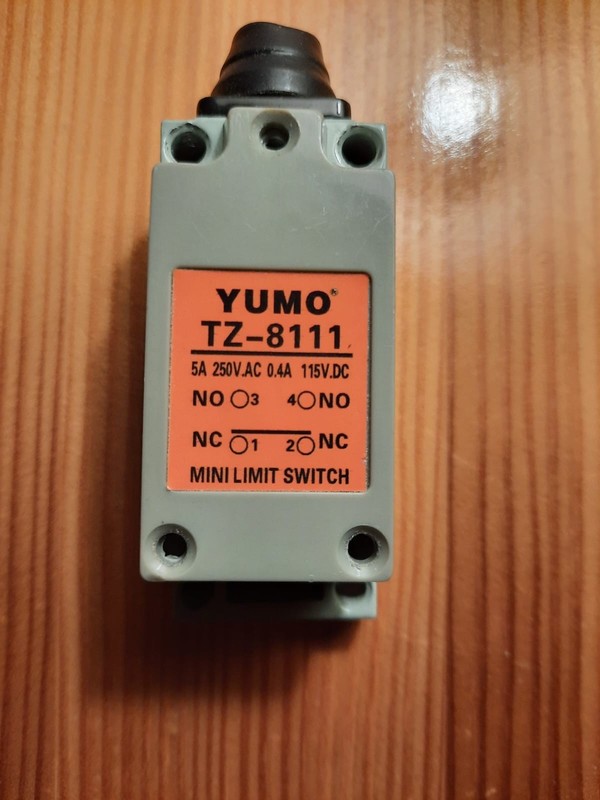 YUMO
TZ-8111
5A 250V.AC 0.4A 115V.DC
NO 3 4 NO
NC 1 2 NC
MINI LIMIT SWITCH